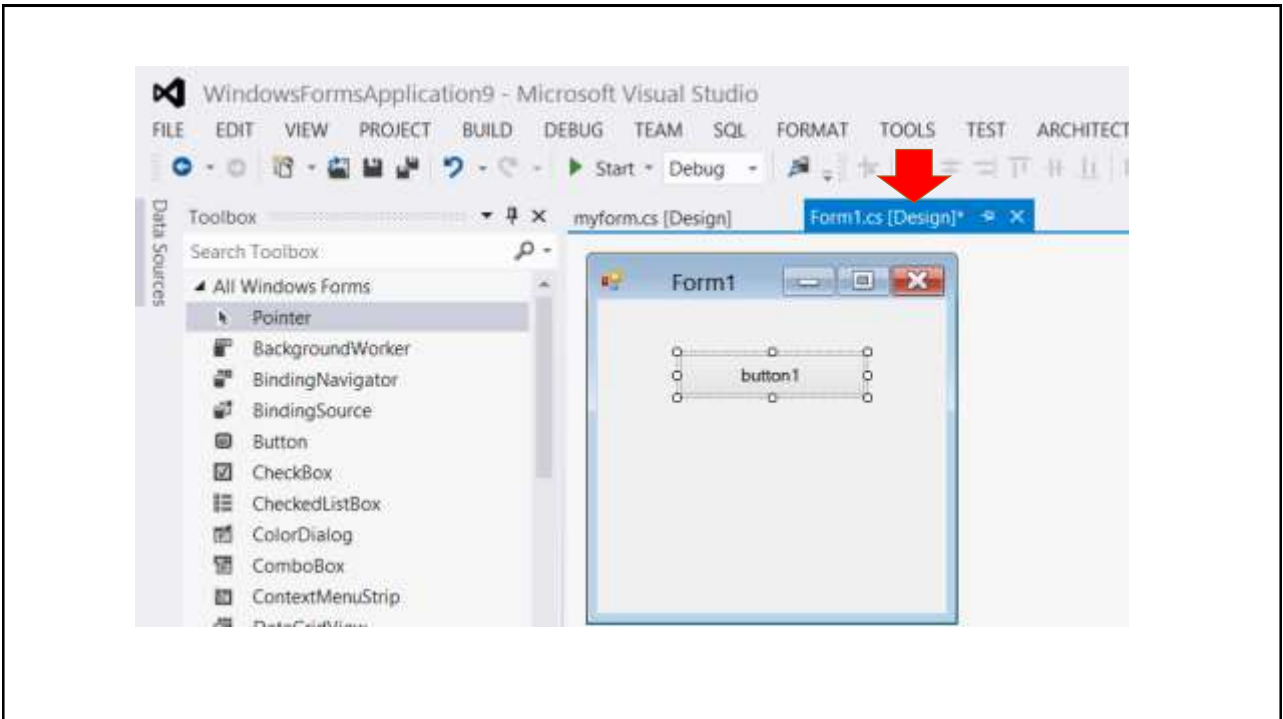 WindowsFormsApplication9 - Microsoft Visual Studio
FILE EDIT VIEW PROJECT BUILD DEBUG TEAM SQL FORMAT TOOLS TEST ARCHITECT
Start Debug
Data Sources
Toolbox
myform.cs [Design] Form1.cs [Design]*
Search Toolbox
All Windows Forms
Pointer
BackgroundWorker
BindingNavigator
BindingSource
Button
CheckBox
CheckedListBox
ColorDialog
ComboBox
ContextMenuStrip
Form1
button1